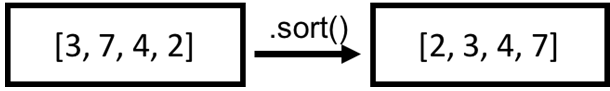 [3, 7, 4, 2]
.sort()
[2, 3, 4, 7]